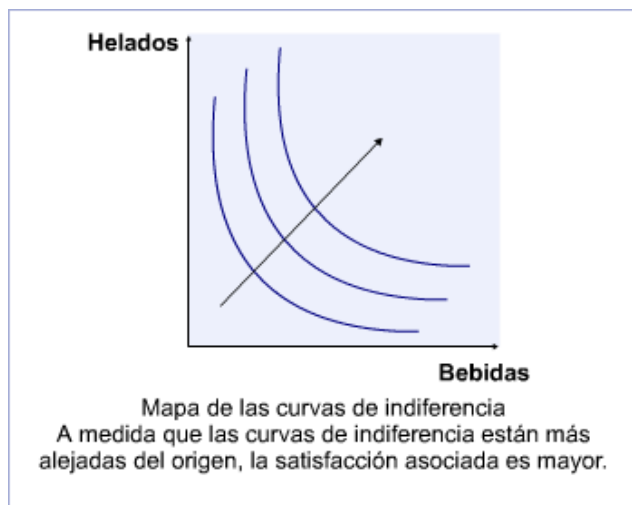 Helados
Bebidas
Mapa de las curvas de indiferencia
A medida que las curvas de indiferencia están más
alejadas del origen, la satisfacción asociada es mayor.